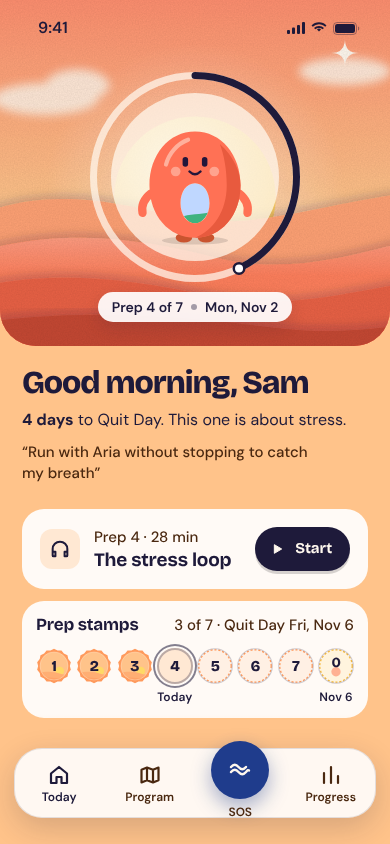 9:41
Prep 4 of 7 • Mon, Nov 2
Good morning, Sam
4 days to Quit Day. This one is about stress.
“Run with Aria without stopping to catch
my breath”
Prep 4 · 28 min
The stress loop
Start
Prep stamps
3 of 7 · Quit Day Fri, Nov 6
1 2 3 4 5 6 7 0
Today
Nov 6
Today
Program
SOS
Progress